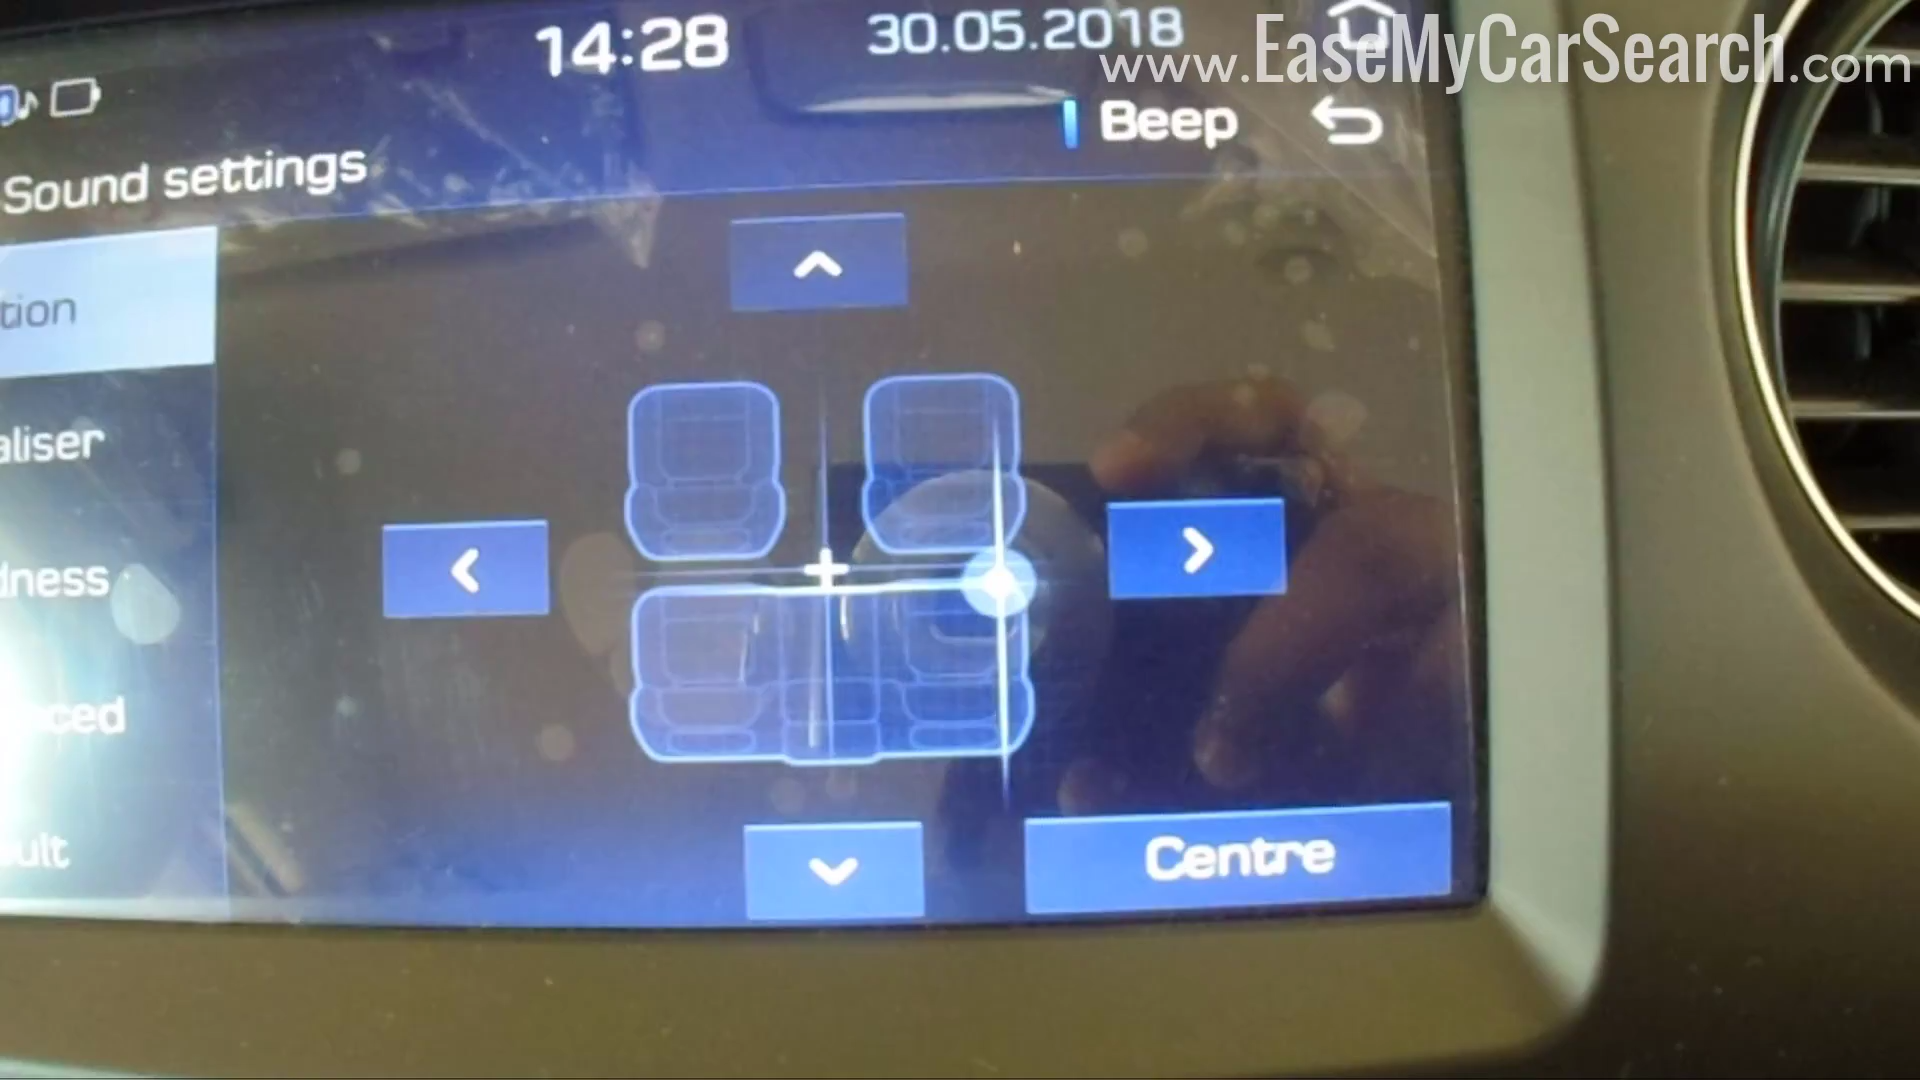 14:28 30.05.2018
www.EaseMyCarSearch.com
Beep
Sound settings
tion
aliser
dness
ced
ult
Centre